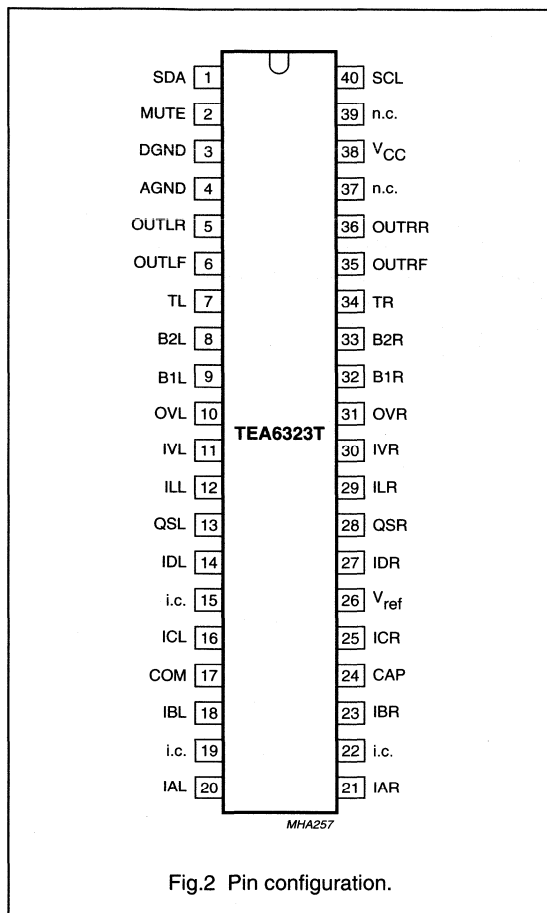 SDA 1 40 SCL
MUTE 2 39 n.c.
DGND 3 38 VCC
AGND 4 37 n.c.
OUTLR 5 36 OUTRR
OUTLF 6 35 OUTRF
TL 7 34 TR
B2L 8 33 B2R
B1L 9 32 B1R
OVL 10 31 OVR
TEA6323T
IVL 11 30 IVR
ILL 12 29 ILR
QSL 13 28 QSR
IDL 14 27 IDR
i.c. 15 26 Vref
ICL 16 25 ICR
COM 17 24 CAP
IBL 18 23 IBR
i.c. 19 22 i.c.
IAL 20 21 IAR
MHA257
Fig.2 Pin configuration.